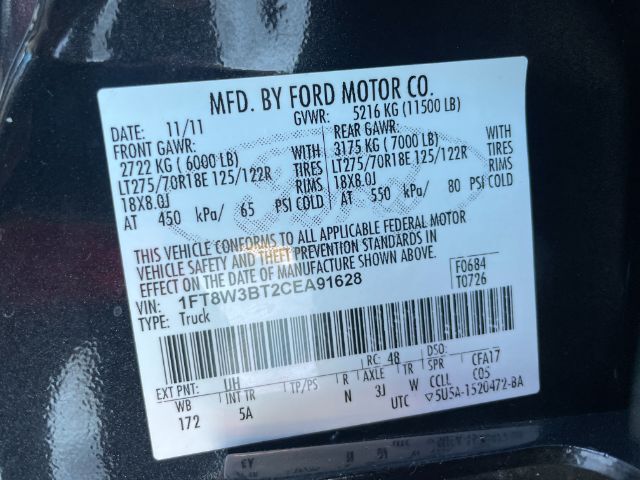 MFD. BY FORD MOTOR CO.
DATE: 11/11 GVWR: 5216 KG (11500 LB)
FRONT GAWR: REAR GAWR:
2722 KG (6000 LB) 3175 KG (7000 LB)
LT275/70R18E 125/122R TIRES LT275/70R18E 125/122R TIRES
18X8.0J RIMS 18X8.0J RIMS
AT 450 kPa/ 65 PSI COLD AT 550 kPa/ 80 PSI COLD
THIS VEHICLE CONFORMS TO ALL APPLICABLE FEDERAL MOTOR
VEHICLE SAFETY AND THEFT PREVENTION STANDARDS IN
EFFECT ON THE DATE OF MANUFACTURE SHOWN ABOVE.
VIN: 1FT8W3BT2CEA91628 F0684
TYPE: Truck T0726
EXT PNT: UH RC: 48 DSO:
WB INT TR TP/PS R AXLE TR SPR CFA17
172 5A N 3J W CCLL C05
UTC ▽5U5A-1520472-BA